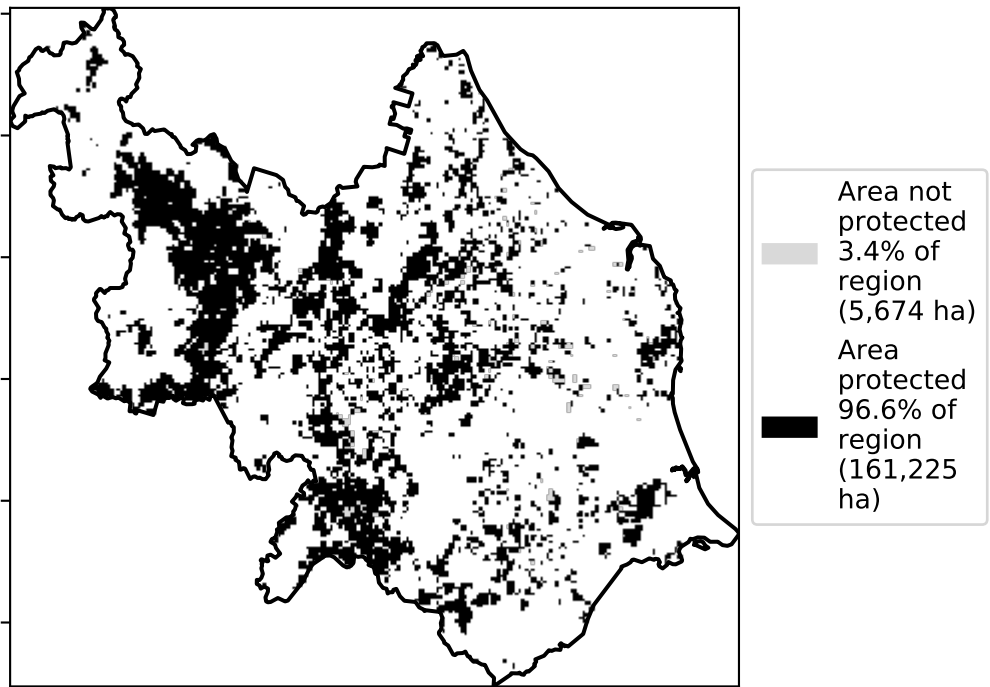 Area not
protected
3.4% of
region
(5,674 ha)
Area
protected
96.6% of
region
(161,225
ha)